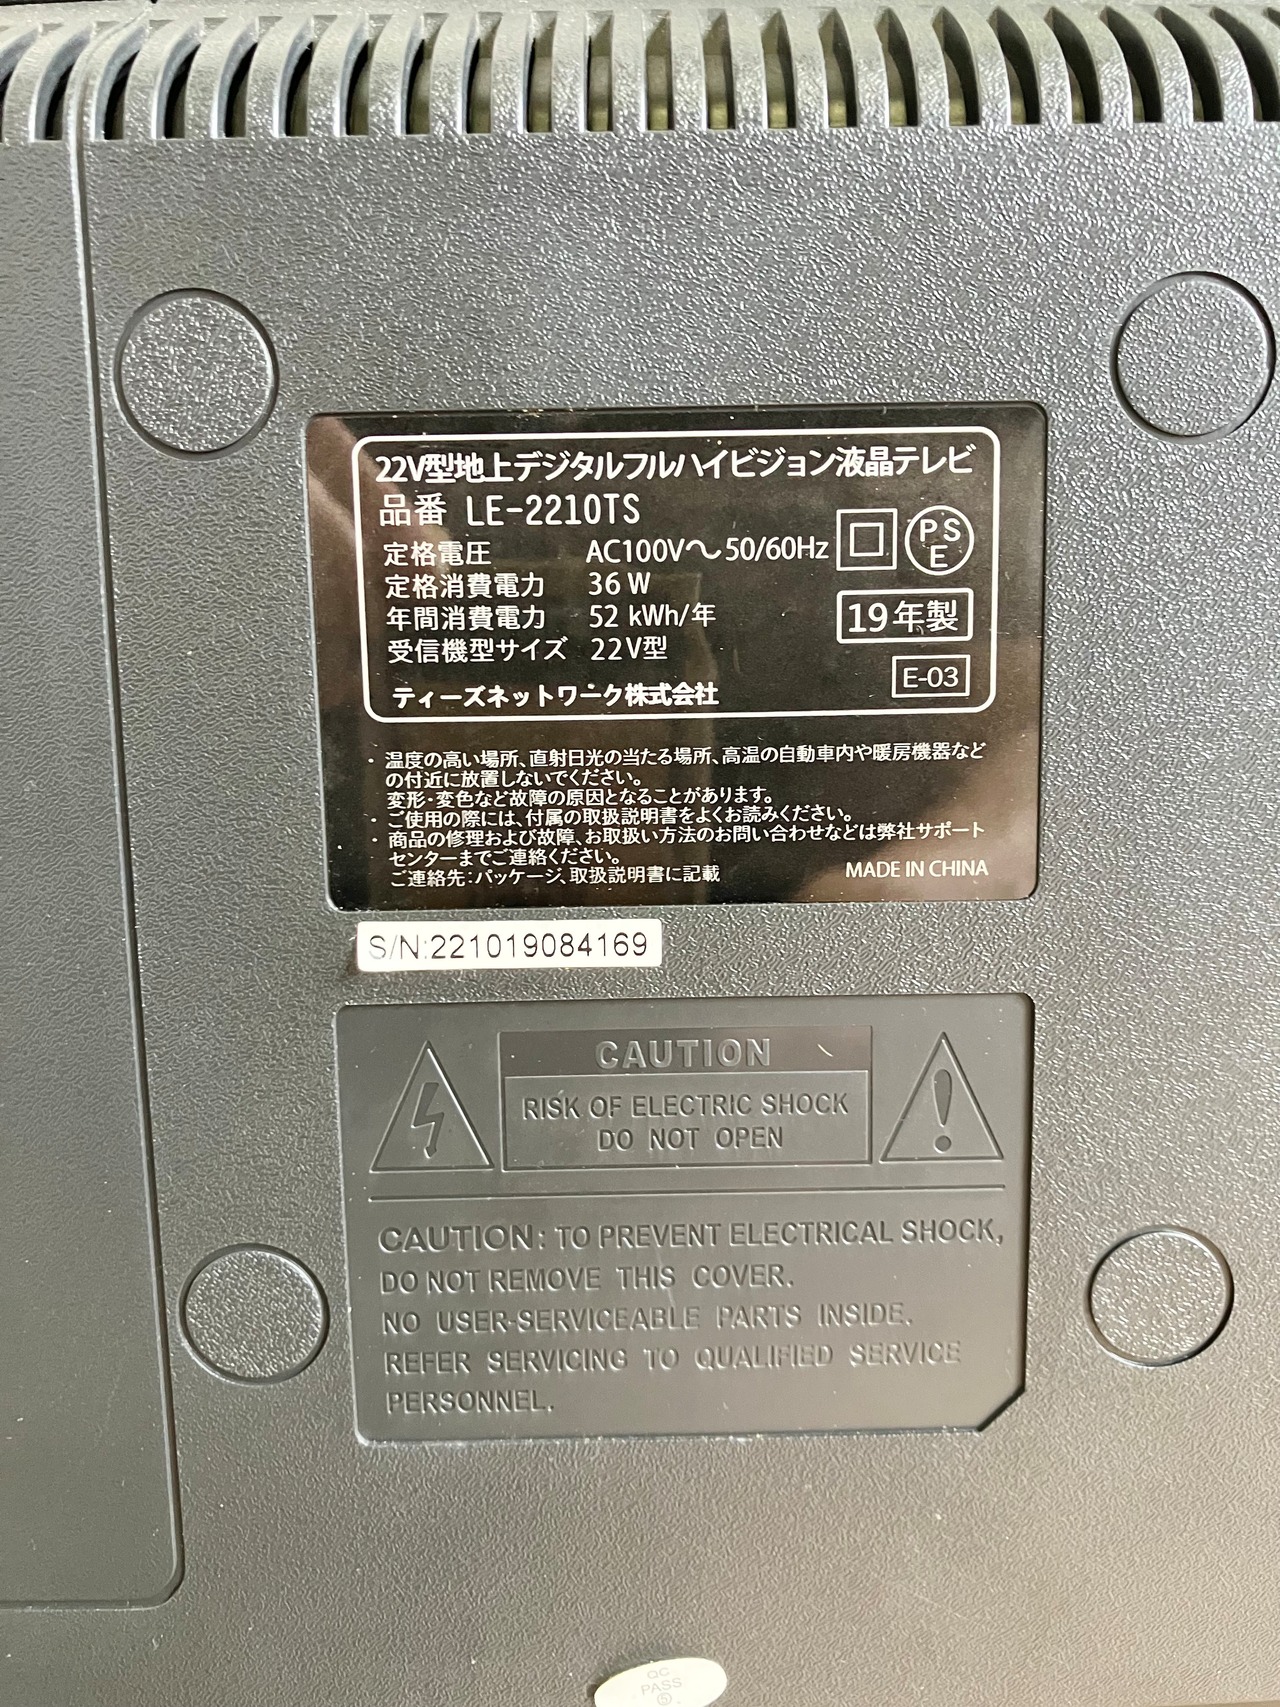 22V型地上デジタルフルハイビジョン液晶テレビ
品番 LE-2210TS
定格電圧 AC100V～50/60Hz
PSE
定格消費電力 36 W
年間消費電力 52 kWh/年
19年製
受信機型サイズ 22V型
E-03
ティーズネットワーク株式会社
・温度の高い場所、直射日光の当たる場所、高温の自動車内や暖房機器など
の付近に放置しないでください。
変形・変色など故障の原因となることがあります。
・ご使用の際には、付属の取扱説明書をよくお読みください。
・商品の修理および故障、お取扱い方法のお問い合わせなどは弊社サポート
センターまでご連絡ください。
ご連絡先：パッケージ、取扱説明書に記載
MADE IN CHINA
S/N:221019084169
CAUTION
RISK OF ELECTRIC SHOCK
DO NOT OPEN
CAUTION: TO PREVENT ELECTRICAL SHOCK,
DO NOT REMOVE THIS COVER.
NO USER-SERVICEABLE PARTS INSIDE.
REFER SERVICING TO QUALIFIED SERVICE
PERSONNEL.
QC
PASS
⑤